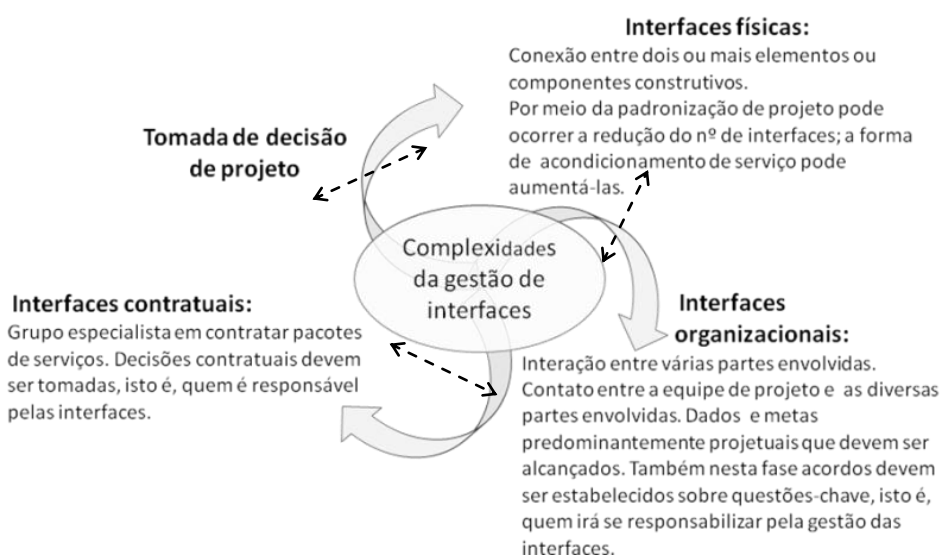 Interfaces físicas:
Conexão entre dois ou mais elementos ou
componentes construtivos.
Por meio da padronização de projeto pode
ocorrer a redução do nº de interfaces; a forma
de acondicionamento de serviço pode
aumentá-las.
Tomada de decisão
de projeto
Complexidades
da gestão de
interfaces
Interfaces contratuais:
Grupo especialista em contratar pacotes
de serviços. Decisões contratuais devem
ser tomadas, isto é, quem é responsável
pelas interfaces.
Interfaces
organizacionais:
Interação entre várias partes envolvidas.
Contato entre a equipe de projeto e as diversas
partes envolvidas. Dados e metas
predominantemente projetuais que devem ser
alcançados. Também nesta fase acordos devem
ser estabelecidos sobre questões-chave, isto é,
quem irá se responsabilizar pela gestão das
interfaces.